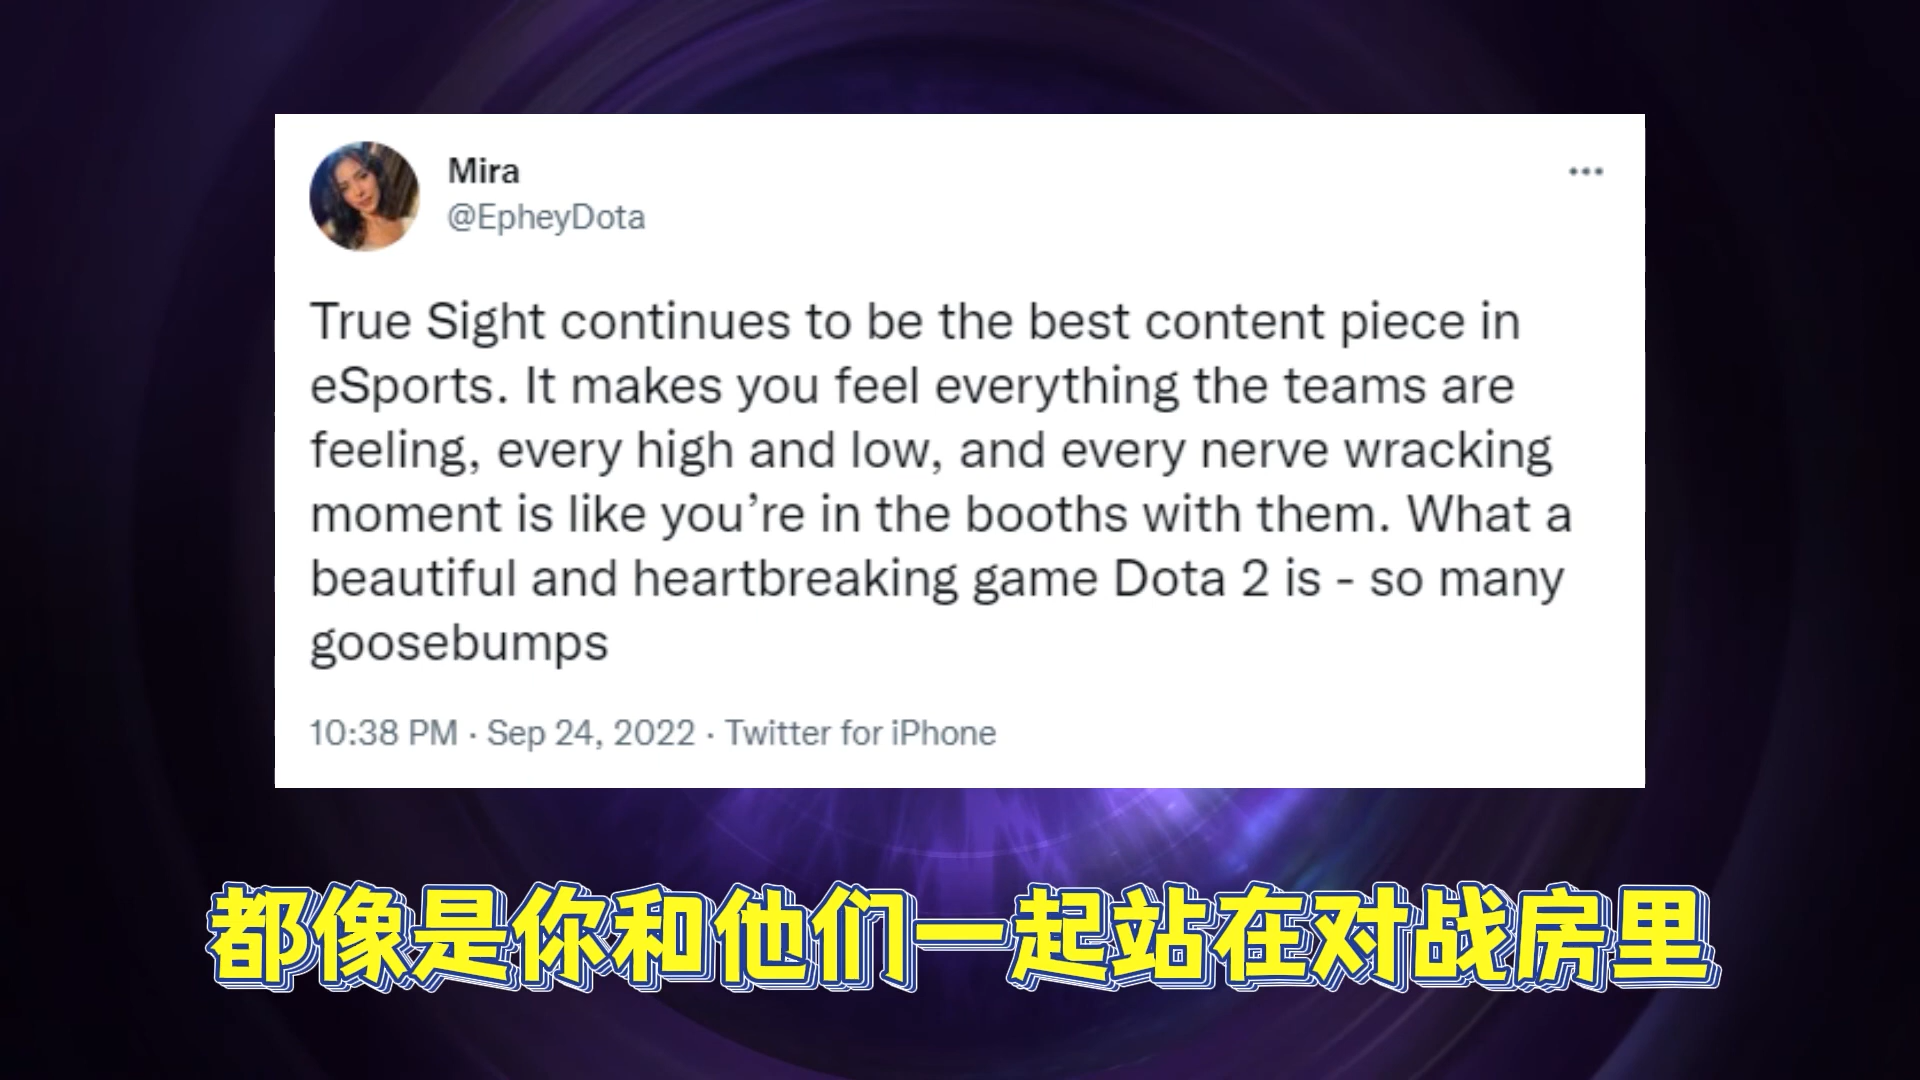 Mira
@EpheyDota
True Sight continues to be the best content piece in
eSports. It makes you feel everything the teams are
feeling, every high and low, and every nerve wracking
moment is like you’re in the booths with them. What a
beautiful and heartbreaking game Dota 2 is - so many
goosebumps
10:38 PM · Sep 24, 2022 · Twitter for iPhone
都像是你和他们一起站在对战房里